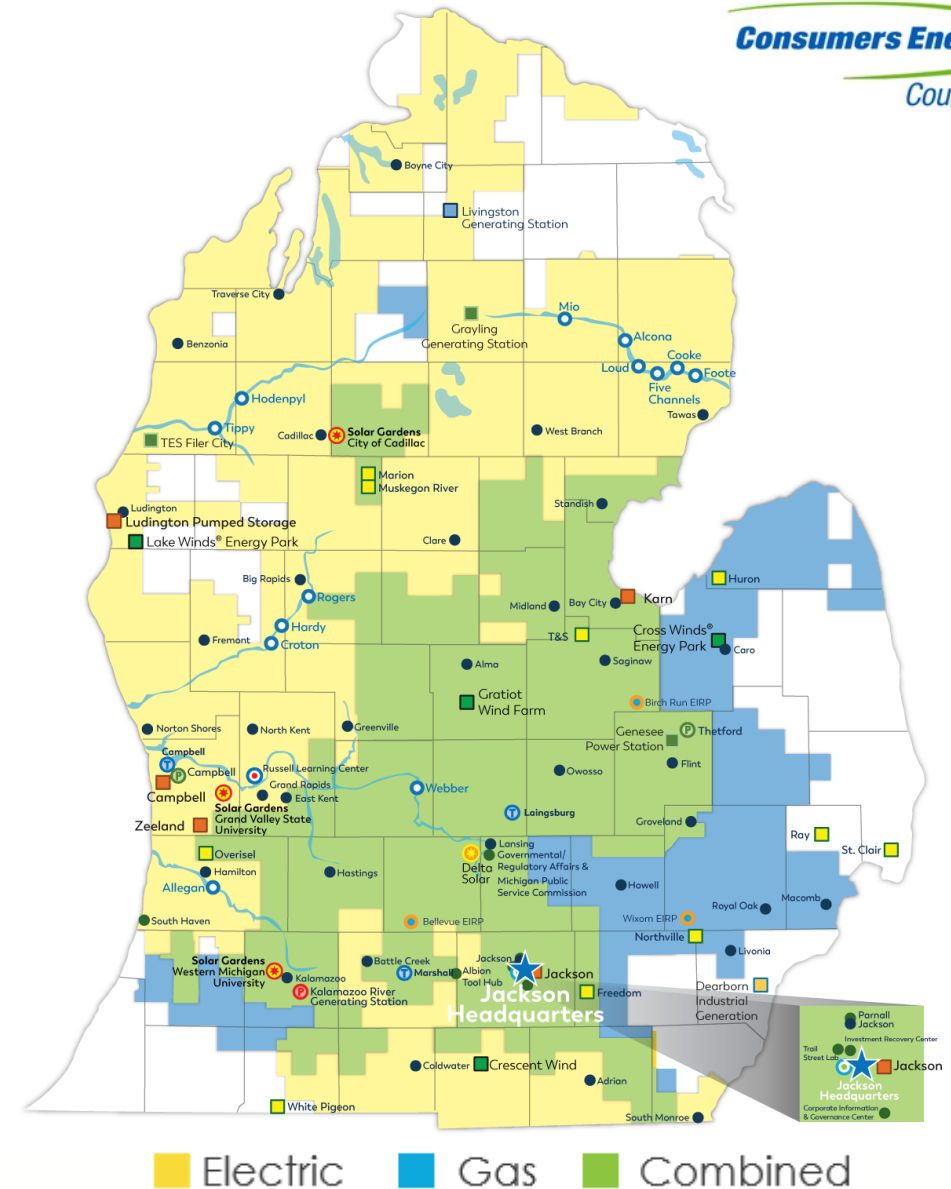 Consumers Ene
Cou
Boyne City
Livingston
Generating Station
Traverse City
Mio
Grayling
Generating Station
Benzonia
Alcona
Cooke
Loud
Foote
Five
Channels
Hodenpyl
Tawas
Tippy
Cadillac
Solar Gardens
City of Cadillac
West Branch
TES Filer City
Marion
Muskegon River
Standish
Ludington
Ludington Pumped Storage
Lake Winds® Energy Park
Clare
Big Rapids
Huron
Rogers
Midland
Bay City
Karn
Hardy
Fremont
Croton
T&S
Cross Winds®
Energy Park
Caro
Alma
Saginaw
Gratiot
Wind Farm
Birch Run EIRP
Norton Shores
North Kent
Greenville
Genesee
Power Station
P Thetford
Campbell
T
P Campbell
Russell Learning Center
Flint
Owosso
Campbell
Grand Rapids
East Kent
Webber
Solar Gardens
Grand Valley State
University
T Laingsburg
Zeeland
Groveland
Ray
St. Clair
Overisel
Lansing
Governmental/
Regulatory Affairs &
Michigan Public
Service Commission
Delta
Solar
Hamilton
Hastings
Allegan
Howell
Royal Oak
Macomb
South Haven
Bellevue EIRP
Wixom EIRP
Northville
Livonia
Solar Gardens
Western Michigan
University
Battle Creek
T Marshall
Albion
Tool Hub
Jackson
Jackson
Kalamazoo
P Kalamazoo River
Generating Station
Jackson
Headquarters
Freedom
Dearborn
Industrial
Generation
Parnall
Jackson
Investment Recovery Center
Trail
Street Lab
Jackson
Jackson
Headquarters
Corporate Information
& Governance Center
Coldwater
Crescent Wind
Adrian
White Pigeon
South Monroe
Electric
Gas
Combined